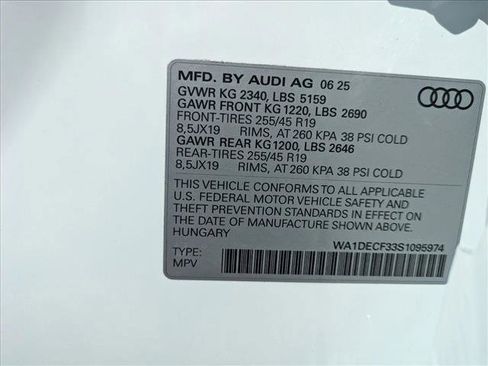 MFD. BY AUDI AG 06 25
GVWR KG 2340, LBS 5159
GAWR FRONT KG 1220, LBS 2690
FRONT-TIRES 255/45 R19
8,5JX19 RIMS, AT 260 KPA 38 PSI COLD
GAWR REAR KG1200, LBS 2646
REAR-TIRES 255/45 R19
8,5JX19 RIMS, AT 260 KPA 38 PSI COLD
THIS VEHICLE CONFORMS TO ALL APPLICABLE
U.S. FEDERAL MOTOR VEHICLE SAFETY AND
THEFT PREVENTION STANDARDS IN EFFECT ON
THE DATE OF MANUFACTURE SHOWN ABOVE.
HUNGARY
WA1DECF33S1095974
TYPE:
MPV